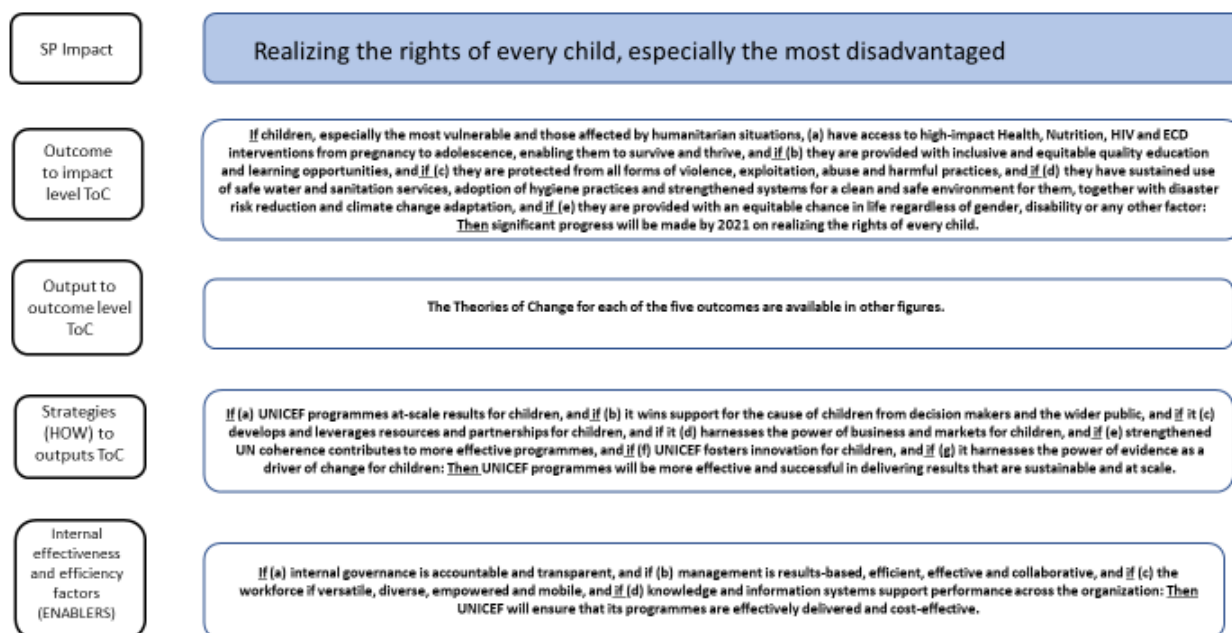 SP Impact
Realizing the rights of every child, especially the most disadvantaged
Outcome
to impact
level ToC
If children, especially the most vulnerable and those affected by humanitarian situations, (a) have access to high-impact Health, Nutrition, HIV and ECD
interventions from pregnancy to adolescence, enabling them to survive and thrive, and if (b) they are provided with inclusive and equitable quality education
and learning opportunities, and if (c) they are protected from all forms of violence, exploitation, abuse and harmful practices, and if (d) they have sustained use
of safe water and sanitation services, adoption of hygiene practices and strengthened systems for a clean and safe environment for them, together with disaster
risk reduction and climate change adaptation, and if (e) they are provided with an equitable chance in life regardless of gender, disability or any other factor:
Then significant progress will be made by 2021 on realizing the rights of every child.
Output to
outcome level
ToC
The Theories of Change for each of the five outcomes are available in other figures.
Strategies
(HOW) to
outputs ToC
If (a) UNICEF programmes at-scale results for children, and if (b) it wins support for the cause of children from decision makers and the wider public, and if it (c)
develops and leverages resources and partnerships for children, and if it (d) harnesses the power of business and markets for children, and if (e) strengthened
UN coherence contributes to more effective programmes, and if (f) UNICEF fosters innovation for children, and if (g) it harnesses the power of evidence as a
driver of change for children: Then UNICEF programmes will be more effective and successful in delivering results that are sustainable and at scale.
Internal
effectiveness
and efficiency
factors
(ENABLERS)
If (a) internal governance is accountable and transparent, and if (b) management is results-based, efficient, effective and collaborative, and if (c) the
workforce if versatile, diverse, empowered and mobile, and if (d) knowledge and information systems support performance across the organization: Then
UNICEF will ensure that its programmes are effectively delivered and cost-effective.